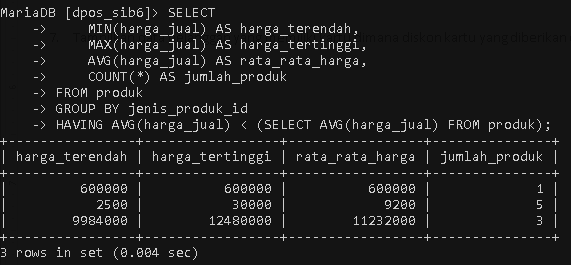 MariaDB [dpos_sib6]> SELECT
    ->     MIN(harga_jual) AS harga_terendah,
    ->     MAX(harga_jual) AS harga_tertinggi,
    ->     AVG(harga_jual) AS rata_rata_harga,
    ->     COUNT(*) AS jumlah_produk
    -> FROM produk
    -> GROUP BY jenis_produk_id
    -> HAVING AVG(harga_jual) < (SELECT AVG(harga_jual) FROM produk);
+----------------+-----------------+-----------------+---------------+
| harga_terendah | harga_tertinggi | rata_rata_harga | jumlah_produk |
+----------------+-----------------+-----------------+---------------+
|         600000 |          600000 |          600000 |             1 |
|           2500 |           30000 |            9200 |             5 |
|        9984000 |        12480000 |        11232000 |             3 |
+----------------+-----------------+-----------------+---------------+
3 rows in set (0.004 sec)